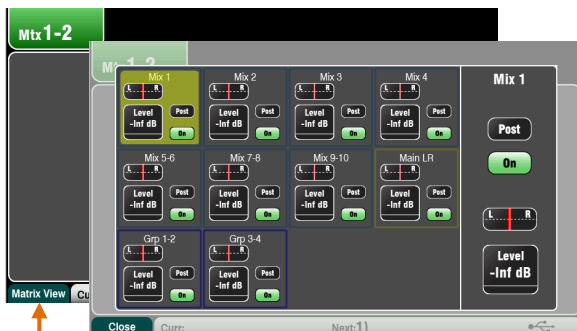 Mtx 1-2
Mix 1 Mix 2 Mix 3 Mix 4 Mix 1
L R L R L R L R
Level -Inf dB Post On Level -Inf dB Post On Level -Inf dB Post On Level -Inf dB Post On
Post
On
Mix 5-6 Mix 7-8 Mix 9-10 Main LR
L R L R L R L R
Level -Inf dB Post On Level -Inf dB Post On Level -Inf dB Post On Level -Inf dB Post On
L R
Grp 1-2 Grp 3-4
L R L R
Level -Inf dB Post On Level -Inf dB Post On
Level
-Inf dB
Matrix View Cu
Close Curr: Next:1)